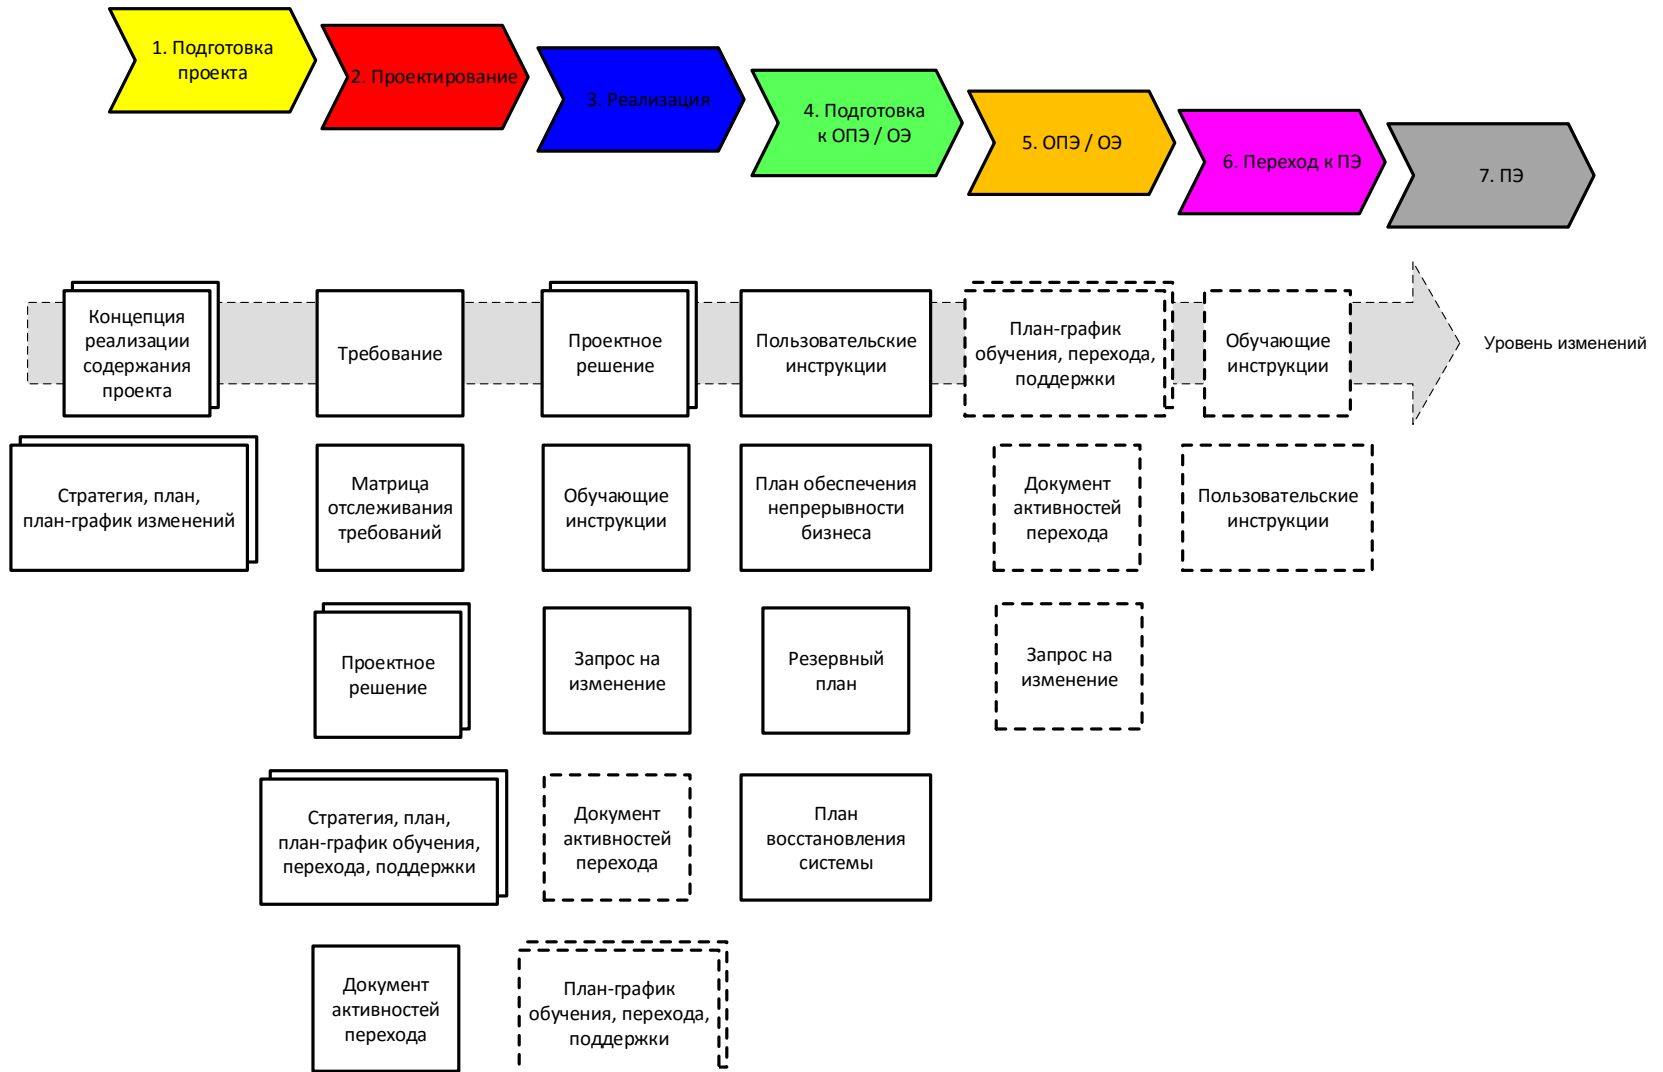 1. Подготовка
проекта
2. Проектирование
3. Реализация
4. Подготовка
к ОПЭ / ОЭ
5. ОПЭ / ОЭ
6. Переход к ПЭ
7. ПЭ
Концепция
реализации
содержания
проекта
Требование
Проектное
решение
Пользовательские
инструкции
План-график
обучения, перехода,
поддержки
Обучающие
инструкции
Уровень изменений
Стратегия, план,
план-график изменений
Матрица
отслеживания
требований
Обучающие
инструкции
План обеспечения
непрерывности
бизнеса
Документ
активностей
перехода
Пользовательские
инструкции
Проектное
решение
Запрос на
изменение
Резервный
план
Запрос на
изменение
Стратегия, план,
план-график обучения,
перехода, поддержки
Документ
активностей
перехода
План
восстановления
системы
Документ
активностей
перехода
План-график
обучения, перехода,
поддержки